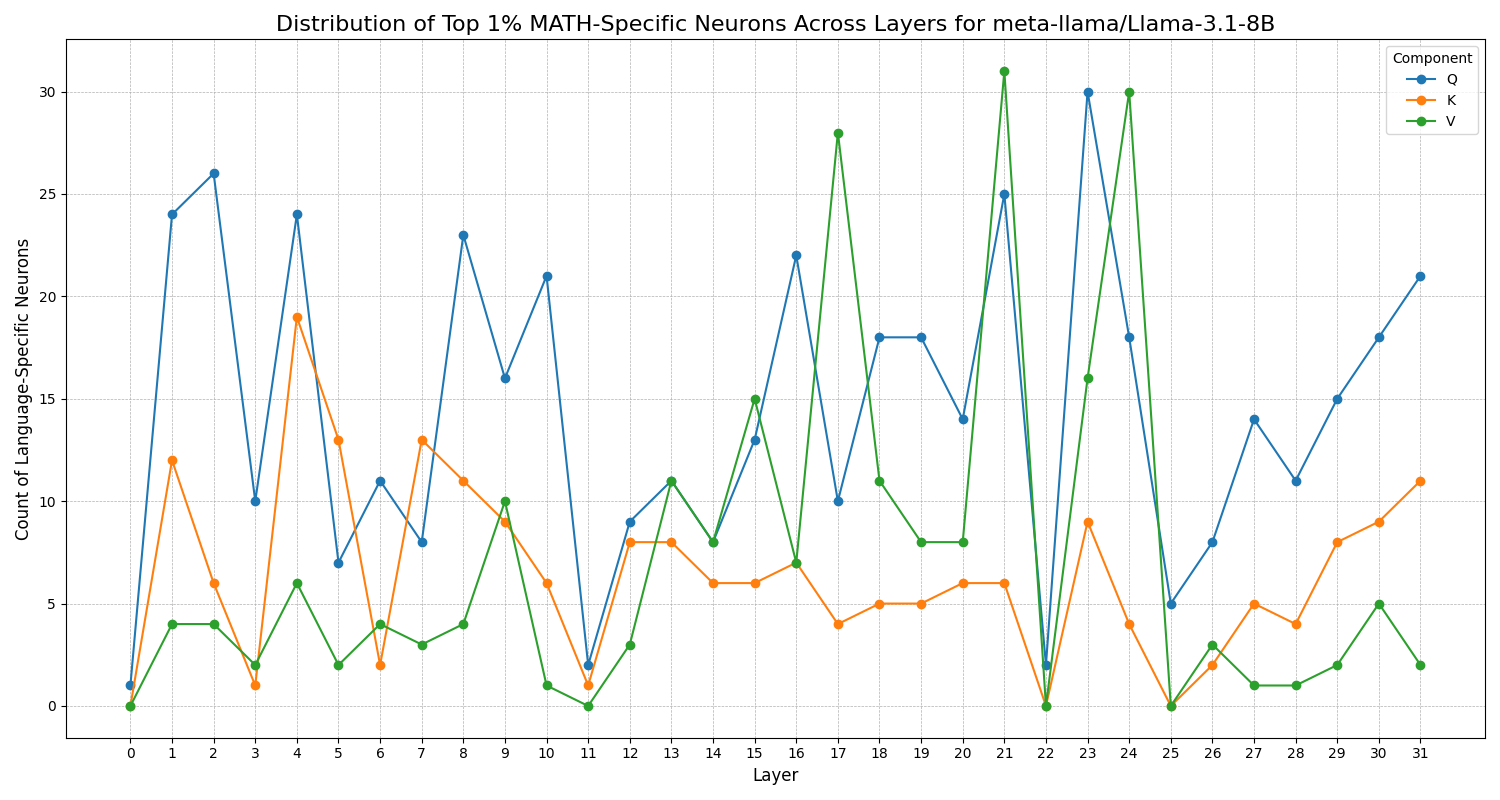 Distribution of Top 1% MATH-Specific Neurons Across Layers for meta-llama/Llama-3.1-8B
Component
Q
K
V
Count of Language-Specific Neurons
30
25
20
15
10
5
0
0 1 2 3 4 5 6 7 8 9 10 11 12 13 14 15 16 17 18 19 20 21 22 23 24 25 26 27 28 29 30 31
Layer